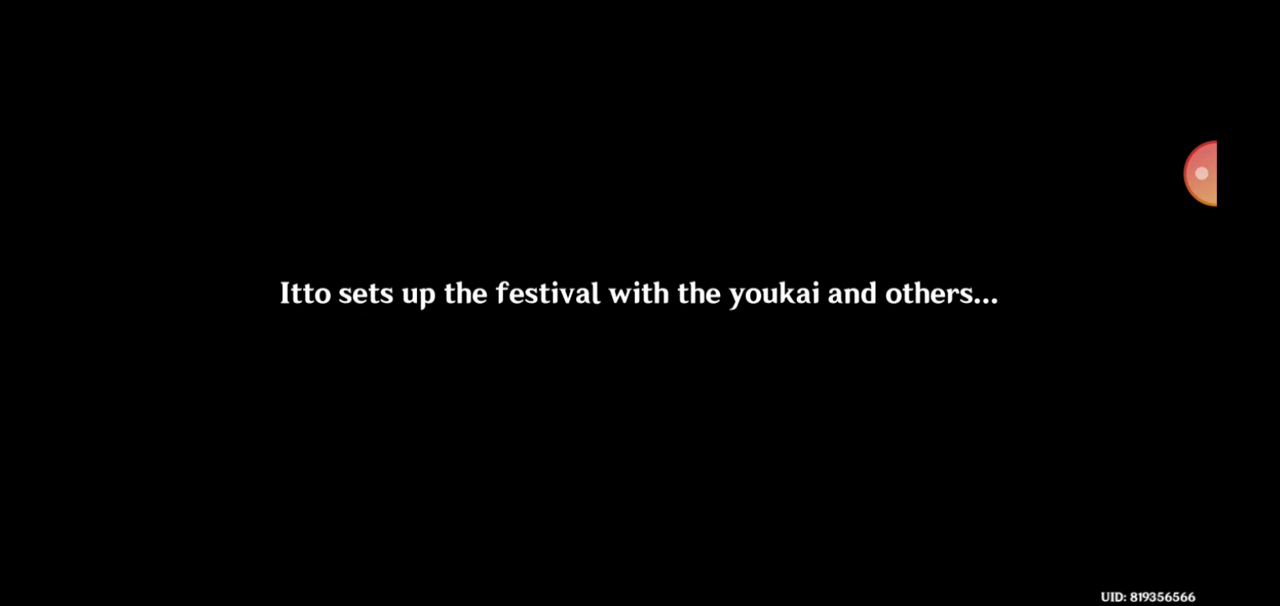 Itto sets up the festival with the youkai and others...
UID: 819356566